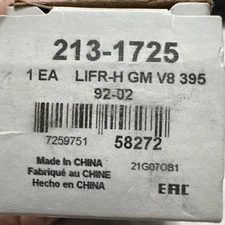 213-1725
1 EA LIFR-H GM V8 395
92-02
7259751 58272
Made in CHINA 21G07OB1
Fabriqué au CHINE
Hecho en CHINA EAC